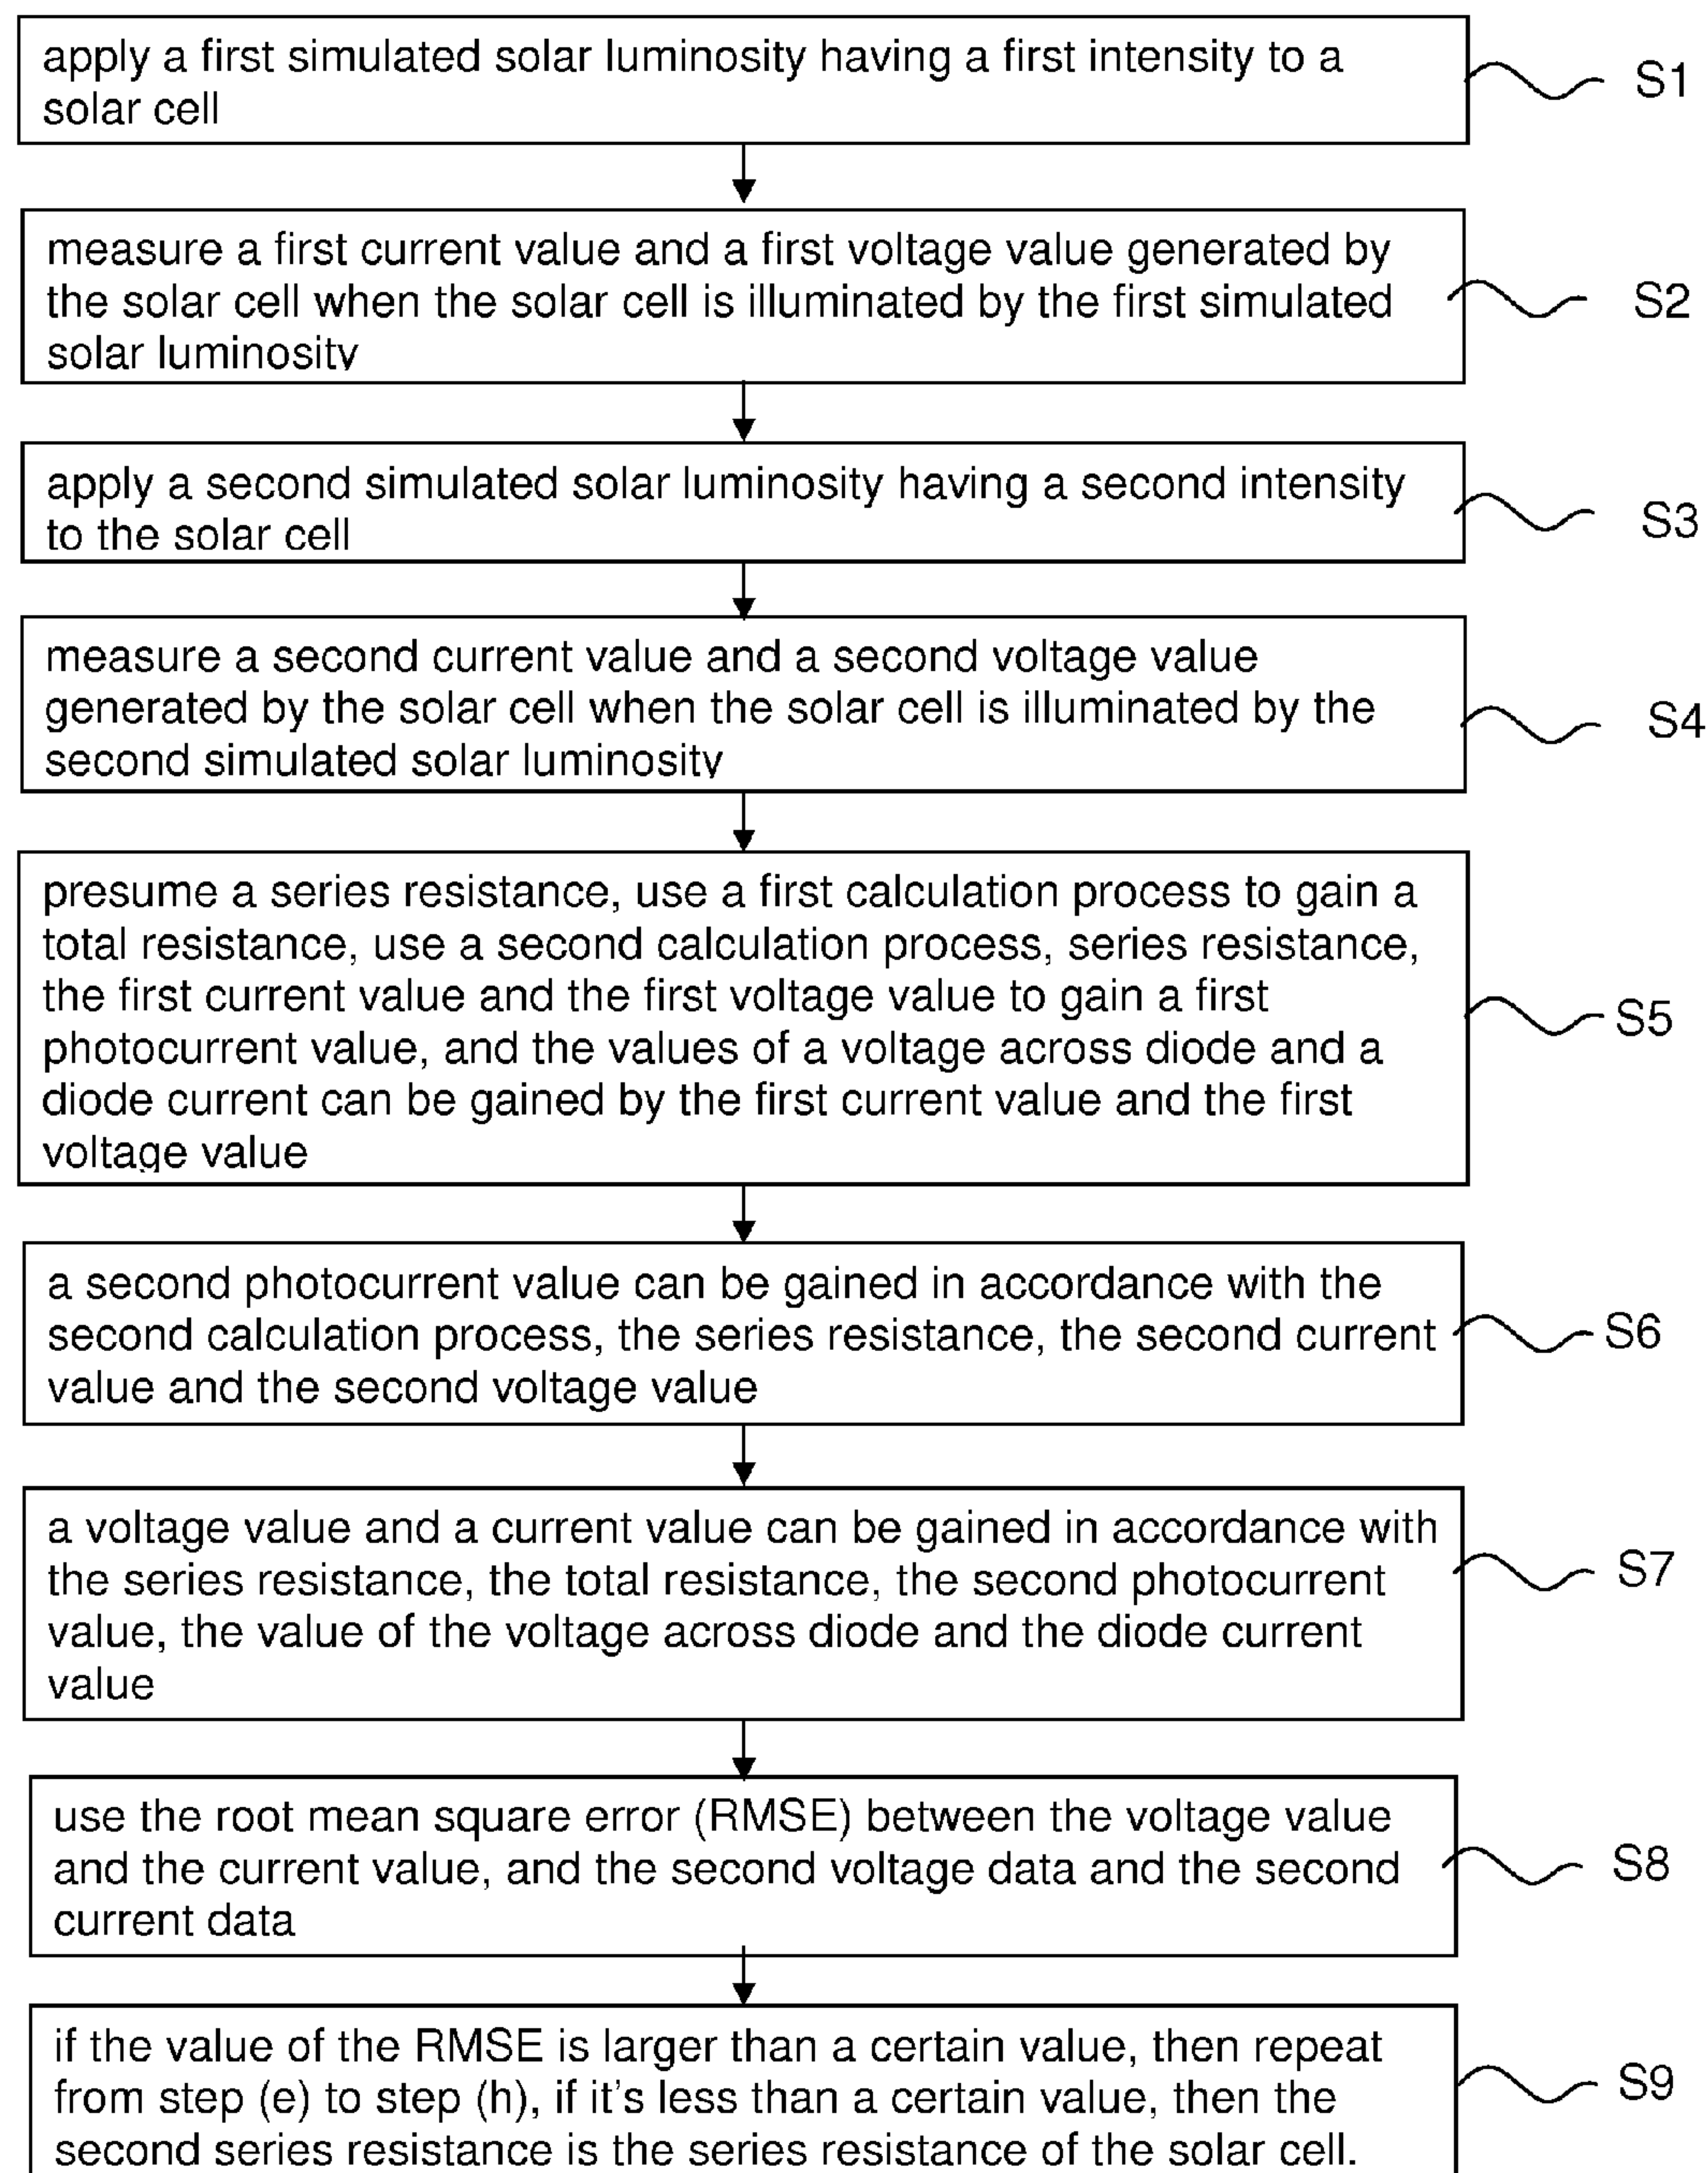 apply a first simulated solar luminosity having a first intensity to a
solar cell
S1
measure a first current value and a first voltage value generated by
the solar cell when the solar cell is illuminated by the first simulated
solar luminosity
S2
apply a second simulated solar luminosity having a second intensity
to the solar cell
S3
measure a second current value and a second voltage value
generated by the solar cell when the solar cell is illuminated by the
second simulated solar luminosity
S4
presume a series resistance, use a first calculation process to gain a
total resistance, use a second calculation process, series resistance,
the first current value and the first voltage value to gain a first
photocurrent value, and the values of a voltage across diode and a
diode current can be gained by the first current value and the first
voltage value
S5
a second photocurrent value can be gained in accordance with the
second calculation process, the series resistance, the second current
value and the second voltage value
S6
a voltage value and a current value can be gained in accordance with
the series resistance, the total resistance, the second photocurrent
value, the value of the voltage across diode and the diode current
value
S7
use the root mean square error (RMSE) between the voltage value
and the current value, and the second voltage data and the second
current data
S8
if the value of the RMSE is larger than a certain value, then repeat
from step (e) to step (h), if it's less than a certain value, then the
second series resistance is the series resistance of the solar cell.
S9